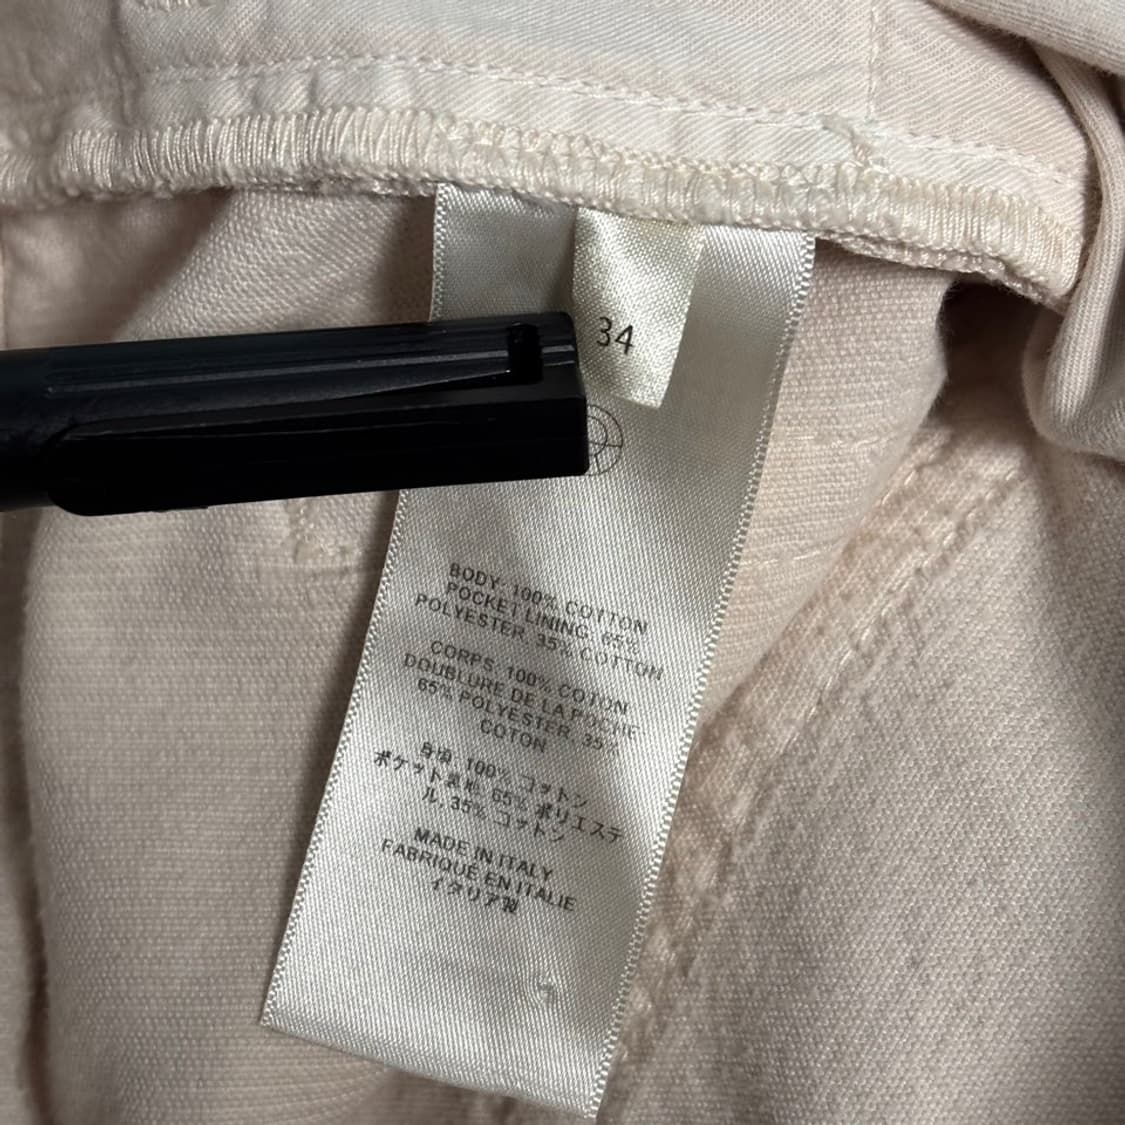 34
BODY. 100% COTTON
POCKET LINING. 65%
POLYESTER. 35% COTTON
CORPS. 100% COTON.
DOUBLURE DE LA POCHE
65% POLYESTER. 35%
COTON
身頃. 100% コットン
ポケット裏地. 65% ポリエステ
ル. 35% コットン
MADE IN ITALY
FABRIQUE EN ITALIE
イタリア製